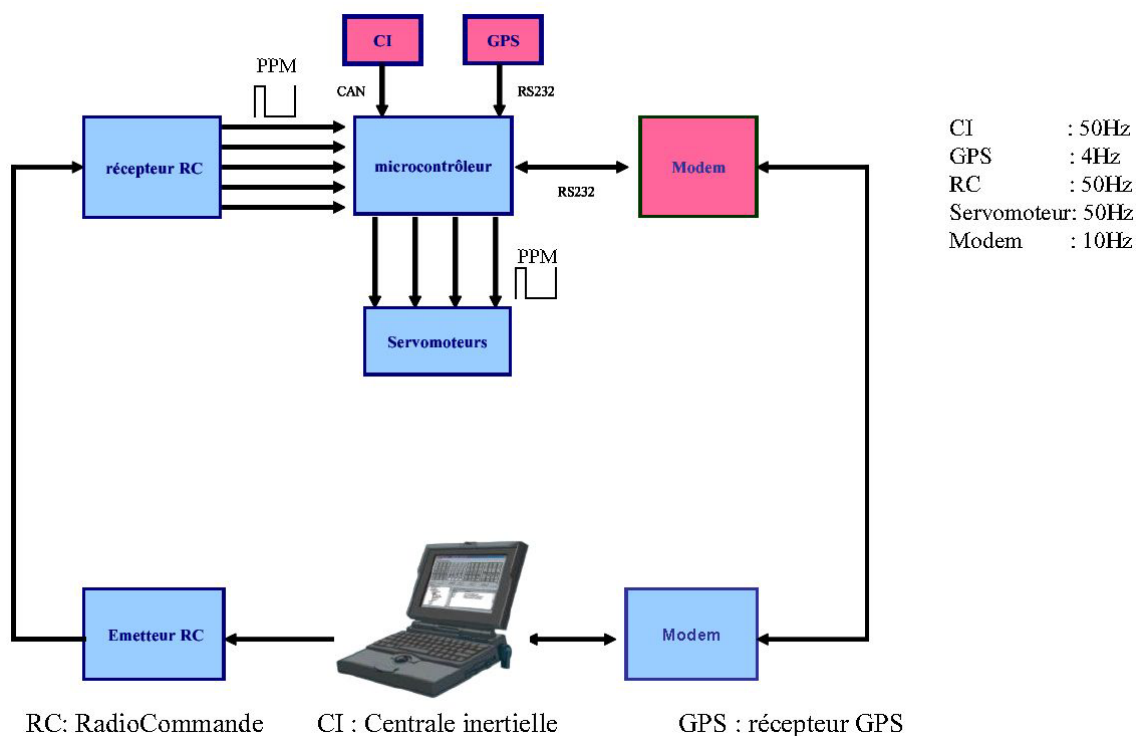 CI
GPS
PPM
CAN
RS232
récepteur RC
microcontrôleur
RS232
Modem
CI : 50Hz
GPS : 4Hz
RC : 50Hz
Servomoteur: 50Hz
Modem : 10Hz
PPM
Servomoteurs
Emetteur RC
Modem
RC: RadioCommande
CI : Centrale inertielle
GPS : récepteur GPS